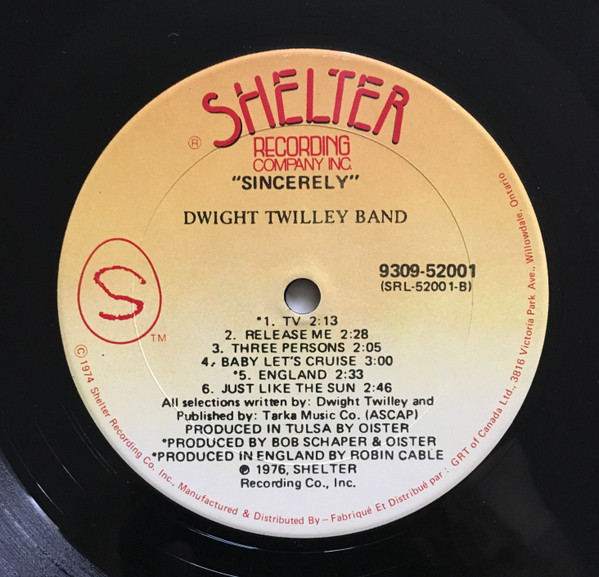 SHELTER
®
RECORDING
COMPANY INC.
"SINCERELY"
DWIGHT TWILLEY BAND
S
TM
9309-52001
(SRL-52001-B)
*1. TV 2:13
2. RELEASE ME 2:28
3. THREE PERSONS 2:05
4. BABY LET'S CRUISE 3:00
*5. ENGLAND 2:33
6. JUST LIKE THE SUN 2:46
All selections written by: Dwight Twilley and
Published by: Tarka Music Co. (ASCAP)
PRODUCED IN TULSA BY OISTER
*PRODUCED BY BOB SCHAPER & OISTER
*PRODUCED IN ENGLAND BY ROBIN CABLE
℗ 1976, SHELTER
Recording Co., Inc.
© 1974 Shelter Recording Co. Inc., Manufactured & Distributed By – Fabriqué Et Distribué par : GRT of Canada Ltd., 3816 Victoria Park Ave., Willowdale, Ontario